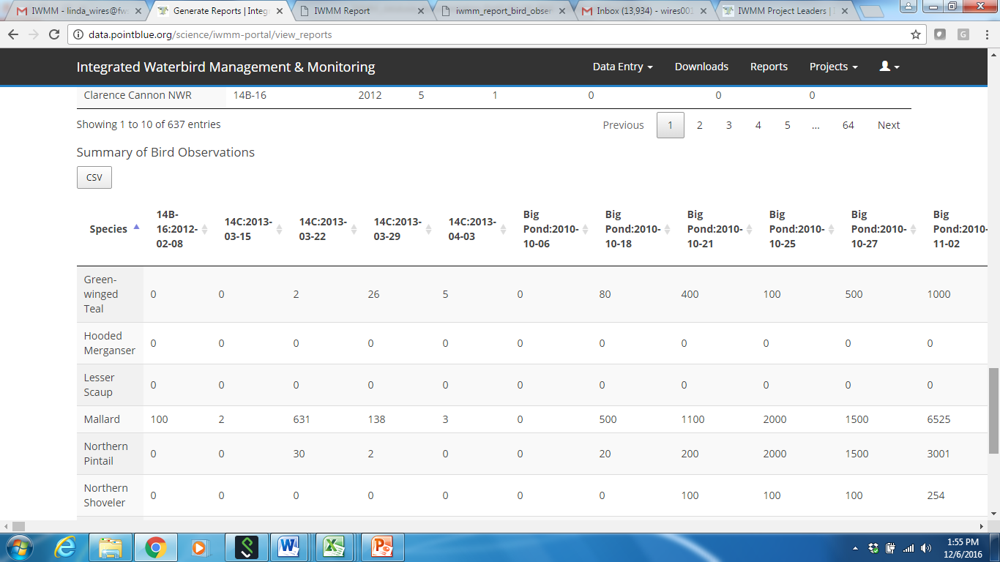 IWMM - linda_wires@fw
Generate Reports | Integ
IWMM Report
iwmm_report_bird_obser
Inbox (13,934) - wires001
IWMM Project Leaders |
data.pointblue.org/science/iwmm-portal/view_reports
G
Integrated Waterbird Management & Monitoring
Data Entry
Downloads
Reports
Projects
Clarence Cannon NWR 14B-16 2012 5 1 0 0 0
Showing 1 to 10 of 637 entries
Previous 1 2 3 4 5 ... 64 Next
Summary of Bird Observations
CSV
Species
14B-
16:2012-
02-08
14C:2013-
03-15
14C:2013-
03-22
14C:2013-
03-29
14C:2013-
04-03
Big
Pond:2010-
10-06
Big
Pond:2010-
10-18
Big
Pond:2010-
10-21
Big
Pond:2010-
10-25
Big
Pond:2010-
10-27
Big
Pond:2010-
11-02
Green-
winged
Teal
0 0 2 26 5 0 80 400 100 500 1000
Hooded
Merganser
0 0 0 0 0 0 0 0 0 0 0
Lesser
Scaup
0 0 0 0 0 0 0 0 0 0 0
Mallard 100 2 631 138 3 0 500 1100 2000 1500 6525
Northern
Pintail
0 0 30 2 0 0 20 200 2000 1500 3001
Northern
Shoveler
0 0 0 0 0 0 0 100 100 100 254
1:55 PM
12/6/2016